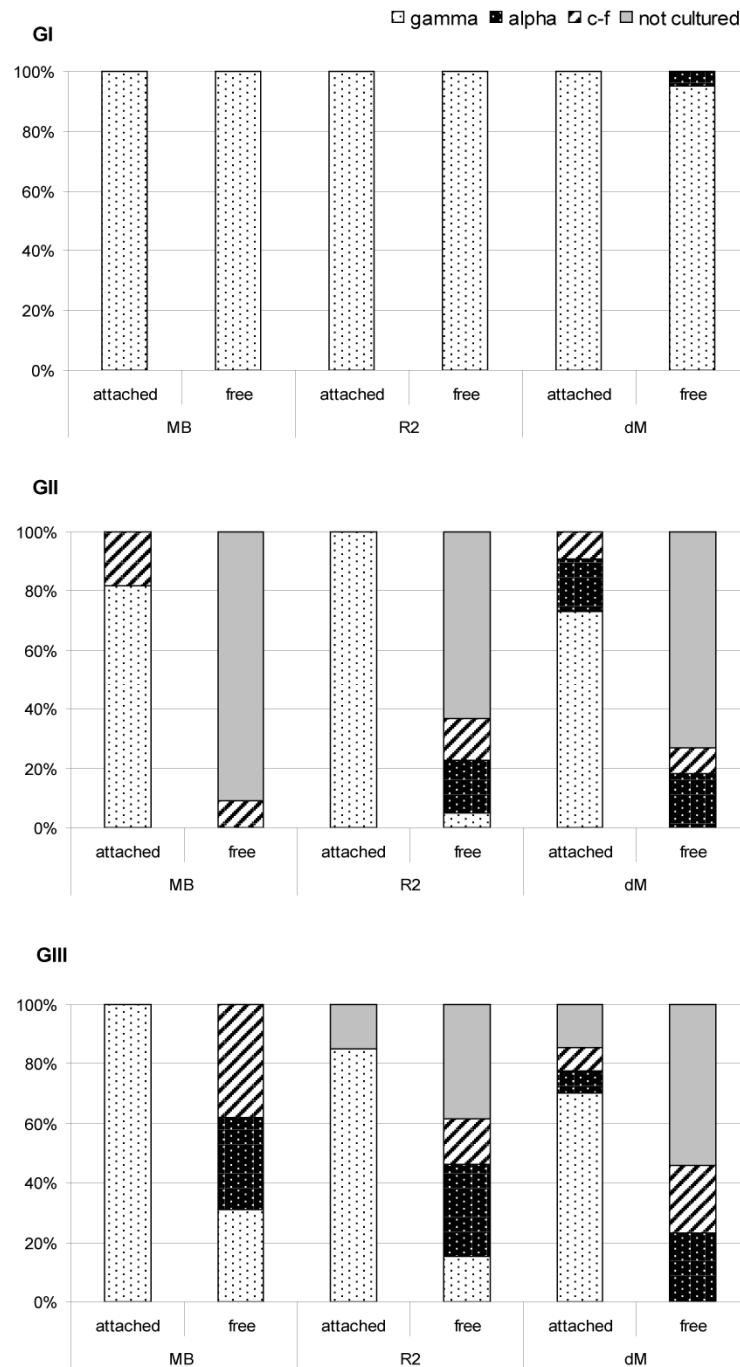 gamma alpha c-f not cultured
GI
100%
80%
60%
40%
20%
0%
attached free attached free attached free
MB R2 dM
GII
100%
80%
60%
40%
20%
0%
attached free attached free attached free
MB R2 dM
GIII
100%
80%
60%
40%
20%
0%
attached free attached free attached free
MB R2 dM